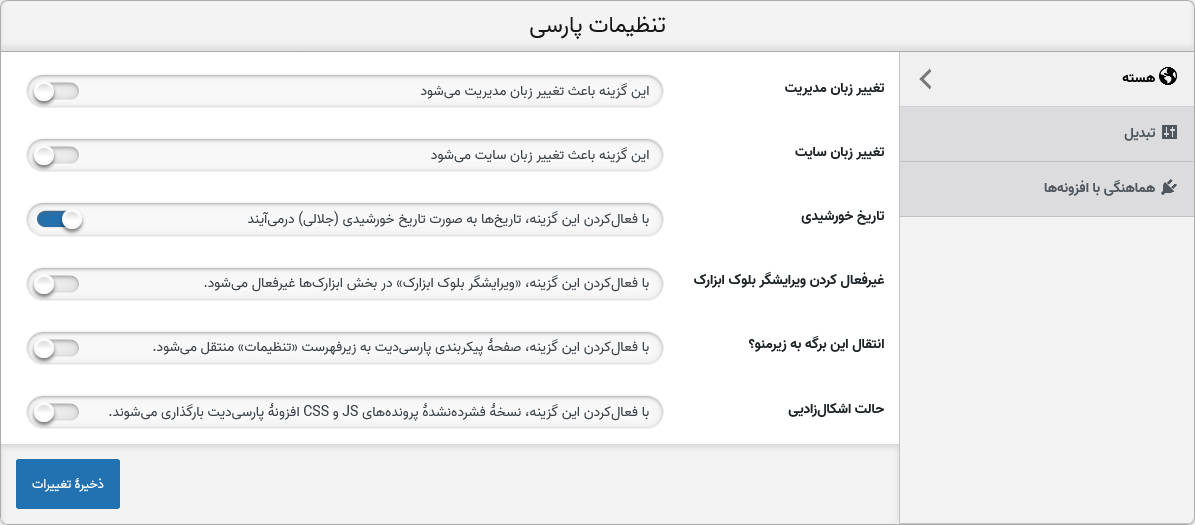 تنظیمات پارسی
هسته
تبدیل
هماهنگی با افزونه‌ها
تغییر زبان مدیریت
این گزینه باعث تغییر زبان مدیریت می‌شود
تغییر زبان سایت
این گزینه باعث تغییر زبان سایت می‌شود
تاریخ خورشیدی
با فعال‌کردن این گزینه، تاریخ‌ها به صورت تاریخ خورشیدی (جلالی) درمی‌آیند
غیرفعال کردن ویرایشگر بلوک ابزارک
با فعال‌کردن این گزینه، «ویرایشگر بلوک ابزارک» در بخش ابزارک‌ها غیرفعال می‌شود.
انتقال این برگه به زیرمنو؟
با فعال‌کردن این گزینه، صفحهٔ پیکربندی پارسی‌دیت به زیرفهرست «تنظیمات» منتقل می‌شود.
حالت اشکال‌زادیی
با فعال‌کردن این گزینه، نسخهٔ فشرده‌نشدهٔ پرونده‌های JS و CSS افزونهٔ پارسی‌دیت بارگذاری می‌شوند.
ذخیرهٔ تغییرات